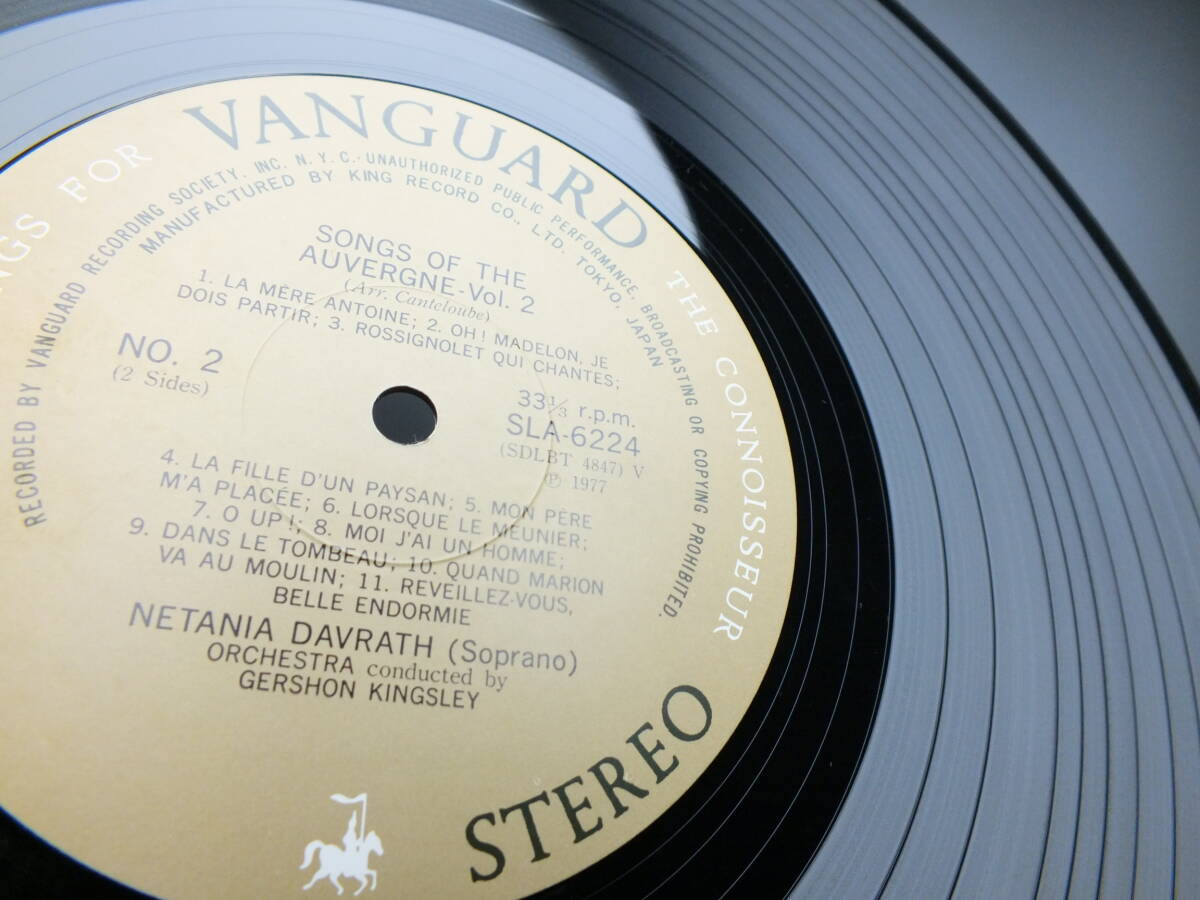 NGS FOR
VANGUARD
THE CONNOISSEUR
RECORDED BY VANGUARD RECORDING SOCIETY, INC. N.Y.C.·UNAUTHORIZED PUBLIC PERFORMANCE, BROADCASTING OR COPYING PROHIBITED.
MANUFACTURED BY KING RECORD CO., LTD. TOKYO, JAPAN
SONGS OF THE
AUVERGNE-Vol. 2
(Arr. Canteloube)
1. LA MÈRE ANTOINE; 2. OH! MADELON, JE
DOIS PARTIR; 3. ROSSIGNOLET QUI CHANTES;
NO. 2
(2 Sides)
33 1/3 r.p.m.
SLA-6224
(SDLBT 4847) V
Ⓟ 1977
4. LA FILLE D'UN PAYSAN; 5. MON PÈRE
M'A PLACÉE; 6. LORSQUE LE MEUNIER;
7. O UP!; 8. MOI J'AI UN HOMME;
9. DANS LE TOMBEAU; 10. QUAND MARION
VA AU MOULIN; 11. REVEILLEZ-VOUS,
BELLE ENDORMIE
NETANIA DAVRATH (Soprano)
ORCHESTRA conducted by
GERSHON KINGSLEY
STEREO